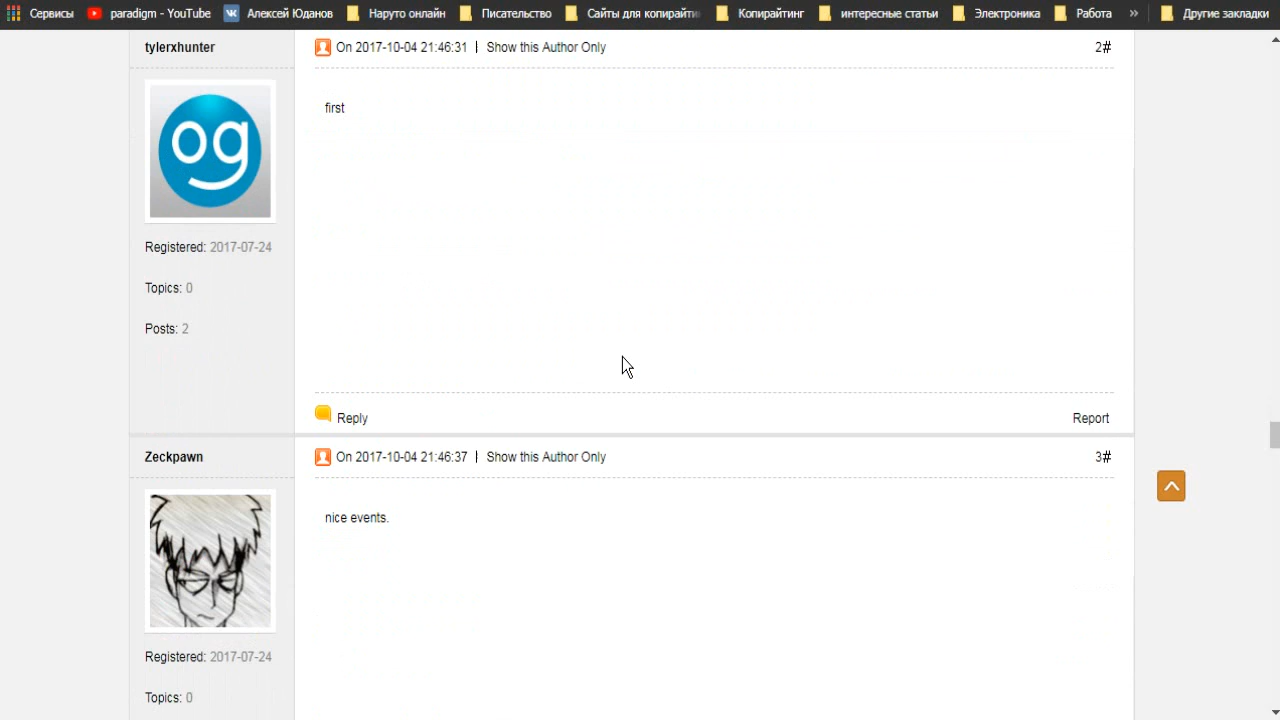 Сервисы paradigm - YouTube Алексей Юданов Наруто онлайн Писательство Сайты для копирайти Копирайтинг интересные статьи Электроника Работа » Другие закладки
tylerxhunter On 2017-10-04 21:46:31 | Show this Author Only 2#
first
og
Registered: 2017-07-24
Topics: 0
Posts: 2
Reply Report
Zeckpawn On 2017-10-04 21:46:37 | Show this Author Only 3#
nice events.
Registered: 2017-07-24
Topics: 0